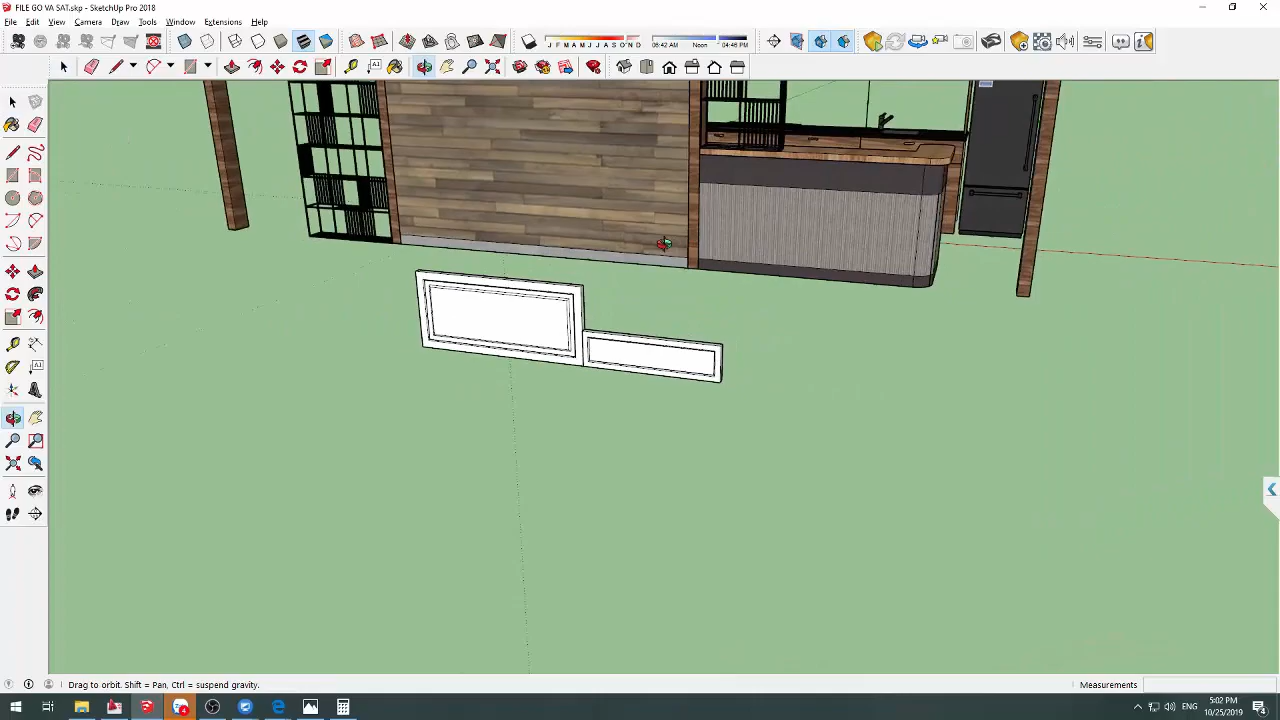 FILE GO VA SAT.skp - SketchUp Pro 2018
File Edit View Camera Draw Tools Window Extensions Help
J F M A M J J A S O N D 06:42 AM Noon 04:46 PM
Drag to orbit. Shift = Pan, Ctrl = suspend gravity.
Measurements
ENG
5:02 PM
10/25/2019